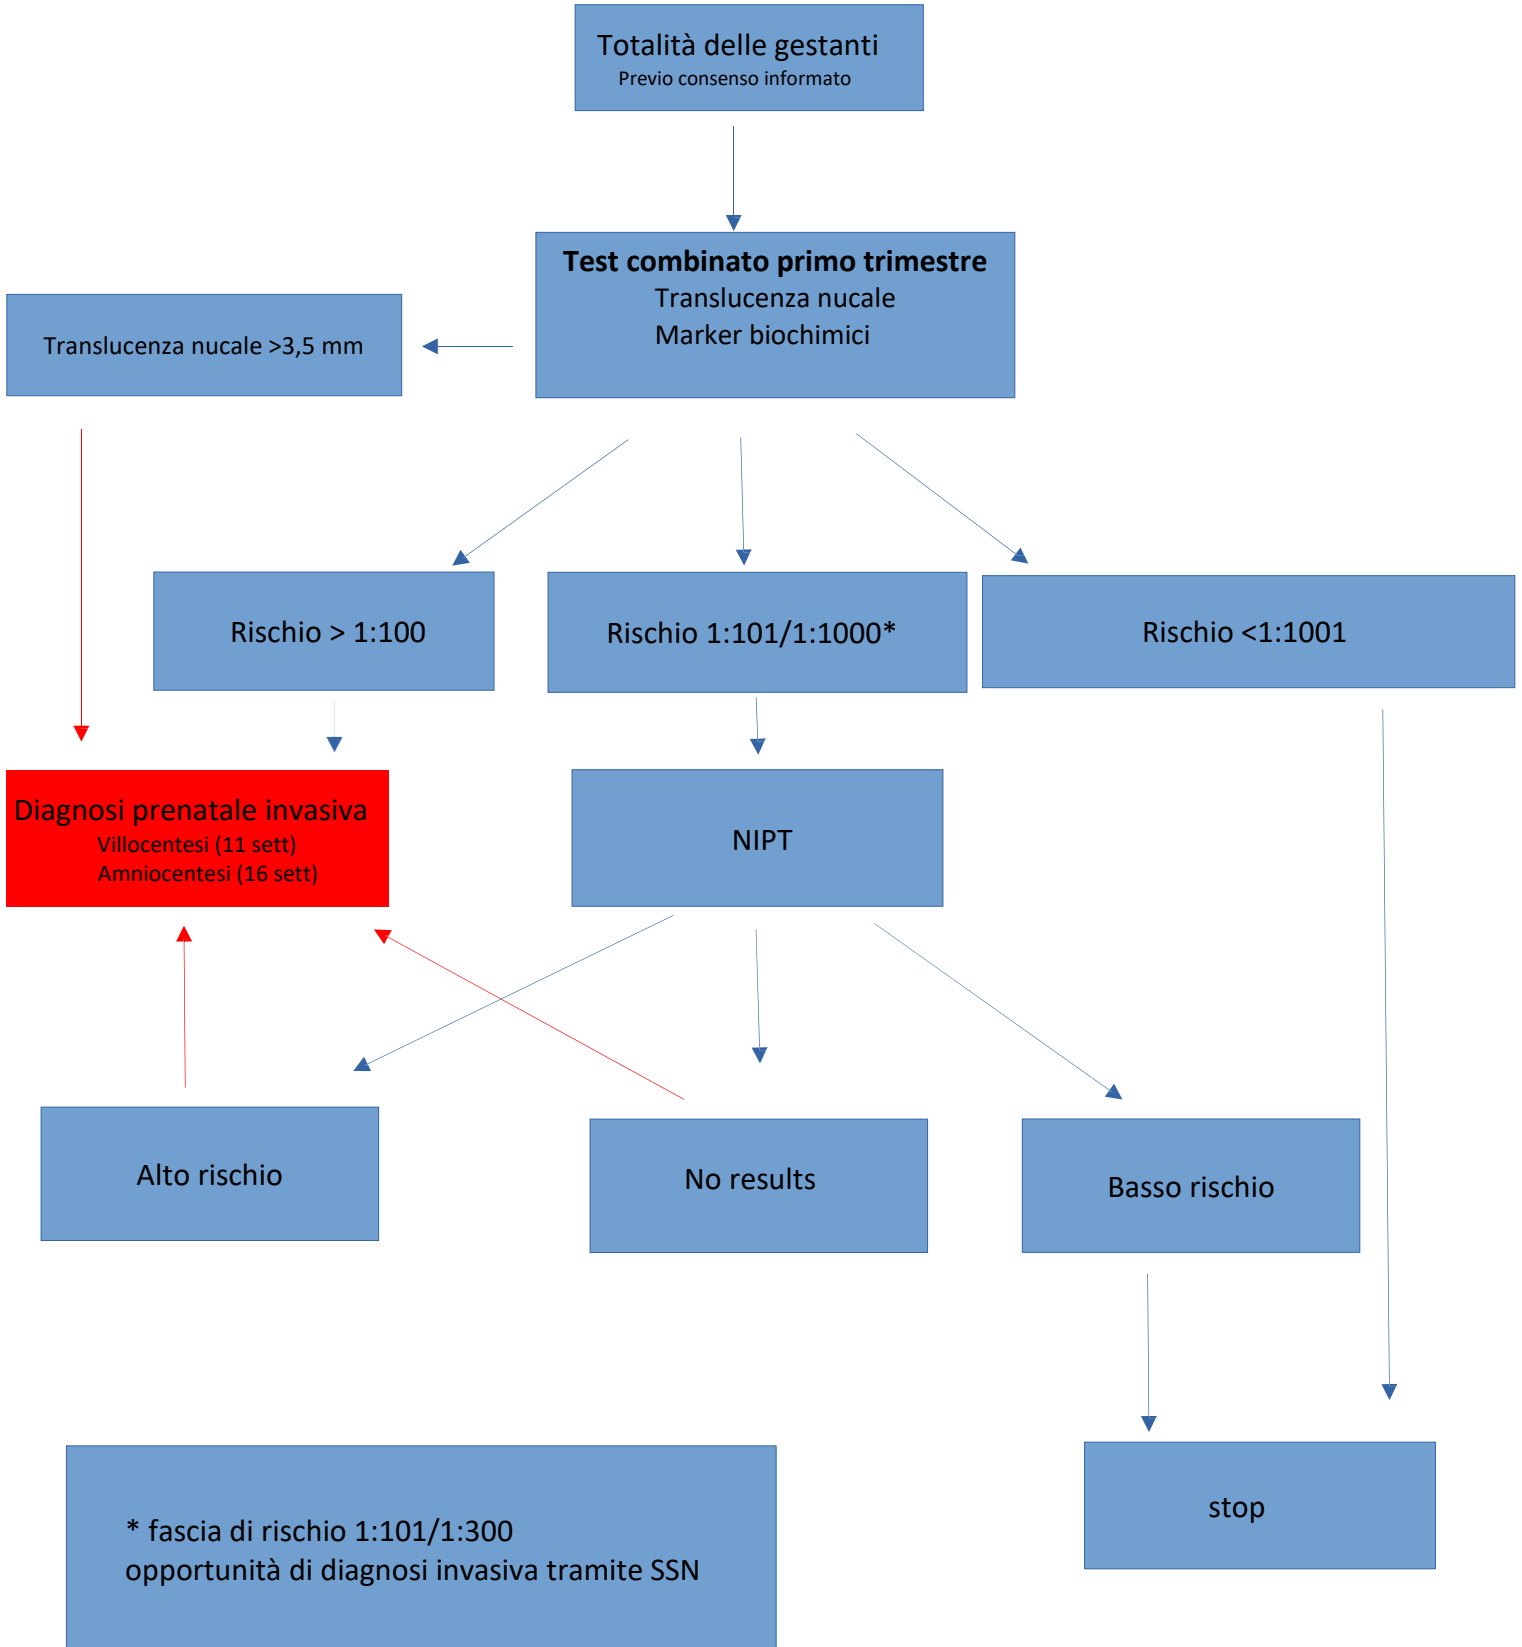 Totalità delle gestanti
Previo consenso informato
Test combinato primo trimestre
Translucenza nucale
Marker biochimici
Translucenza nucale >3,5 mm
Rischio > 1:100
Rischio 1:101/1:1000*
Rischio <1:1001
Diagnosi prenatale invasiva
Villocentesi (11 sett)
Amniocentesi (16 sett)
NIPT
Alto rischio
No results
Basso rischio
* fascia di rischio 1:101/1:300
opportunità di diagnosi invasiva tramite SSN
stop